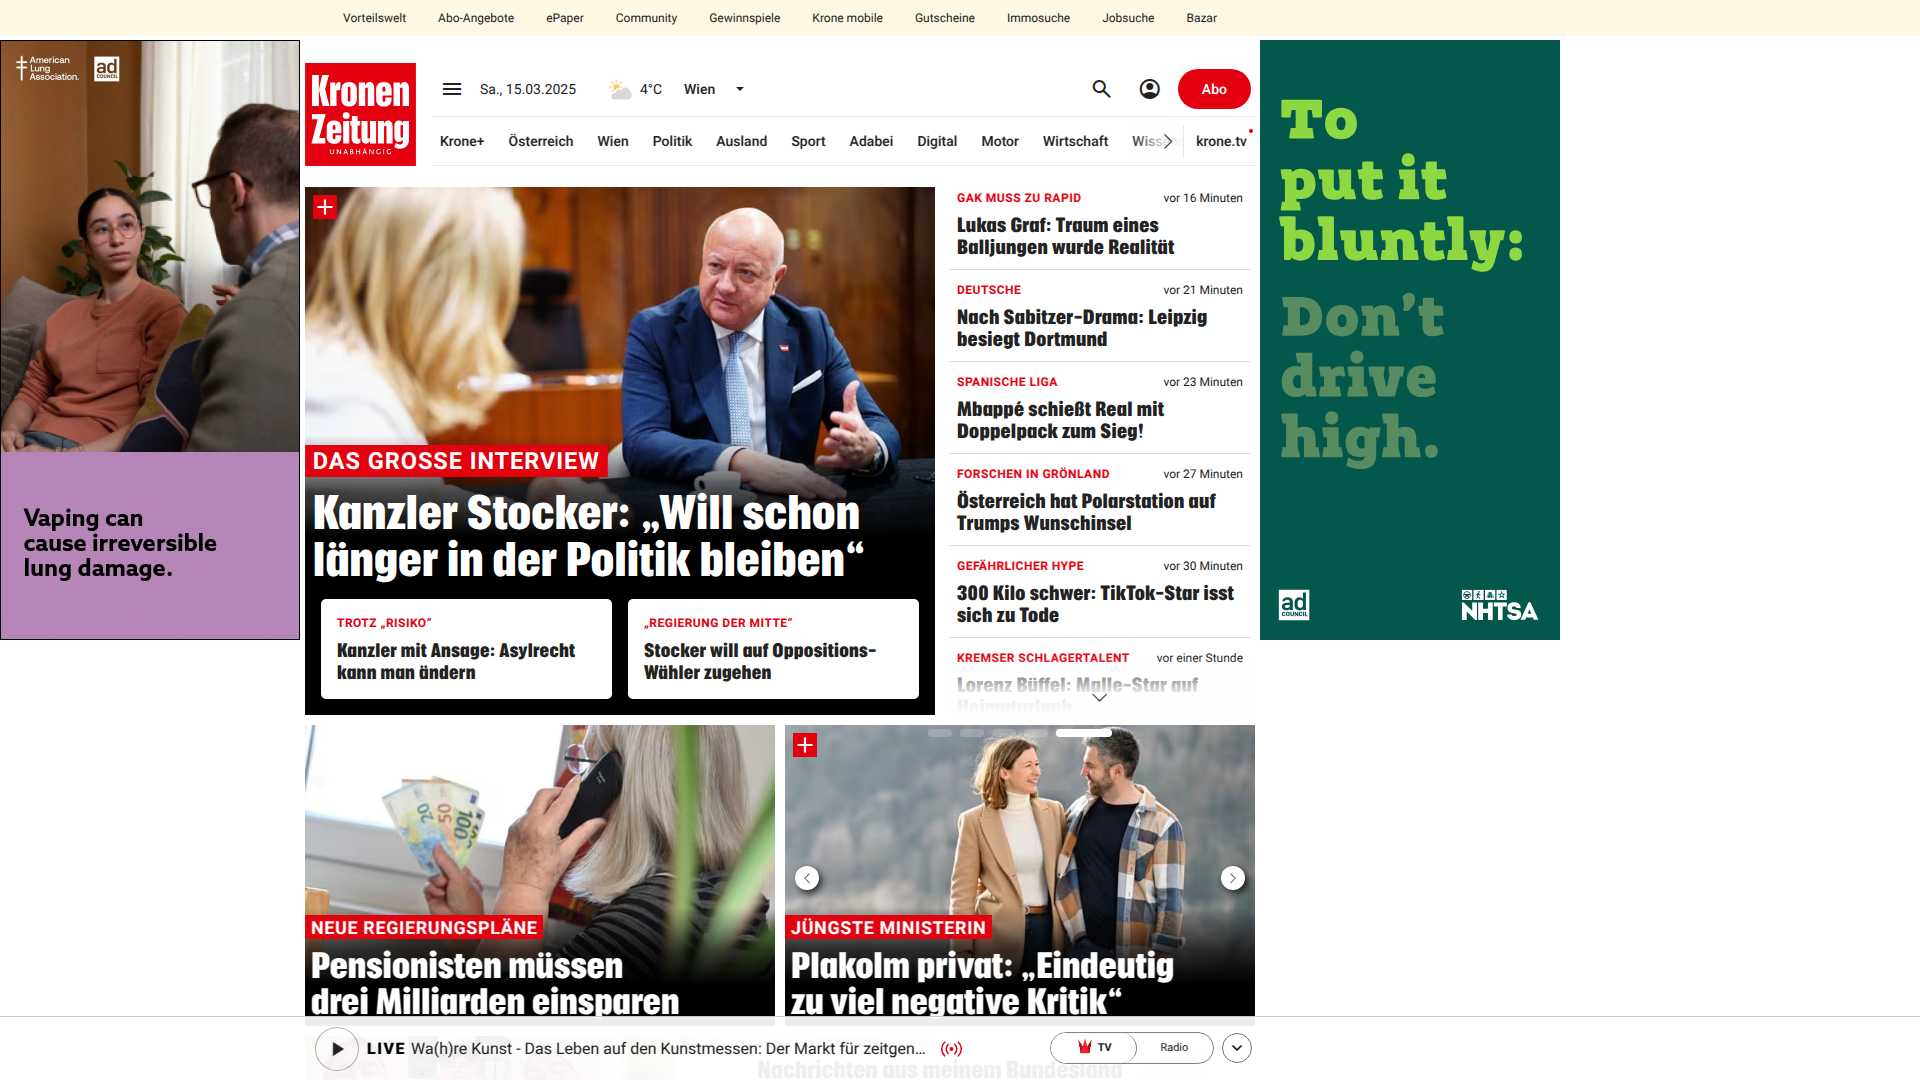 Vorteilswelt
Abo-Angebote
ePaper
Community
Gewinnspiele
Krone mobile
Gutscheine
Immosuche
Jobsuche
Bazar
American
Lung
Association.
ad
COUNCIL
Vaping can
cause irreversible
lung damage.
Kronen
Zeitung
UNABHÄNGIG
Sa., 15.03.2025
4°C
Wien
Abo
Krone+
Österreich
Wien
Politik
Ausland
Sport
Adabei
Digital
Motor
Wirtschaft
krone.tv
DAS GROSSE INTERVIEW
Kanzler Stocker: „Will schon
länger in der Politik bleiben“
TROTZ „RISIKO“
Kanzler mit Ansage: Asylrecht
kann man ändern
„REGIERUNG DER MITTE“
Stocker will auf Oppositions-
Wähler zugehen
GAK MUSS ZU RAPID
vor 16 Minuten
Lukas Graf: Traum eines
Balljungen wurde Realität
DEUTSCHE
vor 21 Minuten
Nach Sabitzer-Drama: Leipzig
besiegt Dortmund
SPANISCHE LIGA
vor 23 Minuten
Mbappé schießt Real mit
Doppelpack zum Sieg!
FORSCHEN IN GRÖNLAND
vor 27 Minuten
Österreich hat Polarstation auf
Trumps Wunschinsel
GEFÄHRLICHER HYPE
vor 30 Minuten
300 Kilo schwer: TikTok-Star isst
sich zu Tode
KREMSER SCHLAGERTALENT
vor einer Stunde
Lorenz Büffel: Malle-Star auf
Heimaturlaub
To
put it
bluntly:
Don't
drive
high.
ad
COUNCIL
NHTSA
NEUE REGIERUNGSPLÄNE
Pensionisten müssen
drei Milliarden einsparen
JÜNGSTE MINISTERIN
Plakolm privat: „Eindeutig
zu viel negative Kritik“
LIVE Wa(h)re Kunst - Das Leben auf den Kunstmessen: Der Markt für zeitgen...
TV
Radio
Nachrichten aus meinem Bundesland